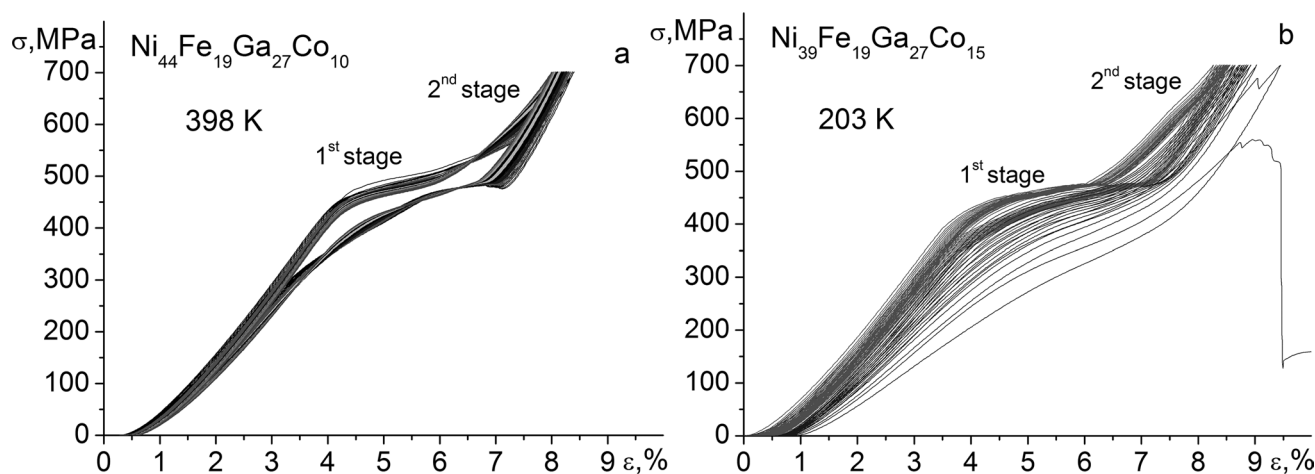 σ,MPa
Ni44Fe19Ga27Co10
a
700
600
500
400
300
200
100
0
398 K
1st stage
2nd stage
0 1 2 3 4 5 6 7 8 9 ε,%
σ,MPa
Ni39Fe19Ga27Co15
b
700
600
500
400
300
200
100
0
203 K
1st stage
2nd stage
0 1 2 3 4 5 6 7 8 9 ε,%